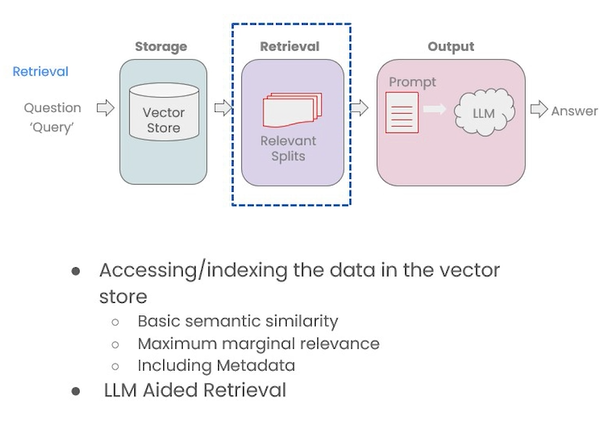 Storage
Retrieval
Output
Retrieval
Question
'Query'
Vector
Store
Relevant
Splits
Prompt
LLM
Answer
● Accessing/indexing the data in the vector
store
○ Basic semantic similarity
○ Maximum marginal relevance
○ Including Metadata
● LLM Aided Retrieval